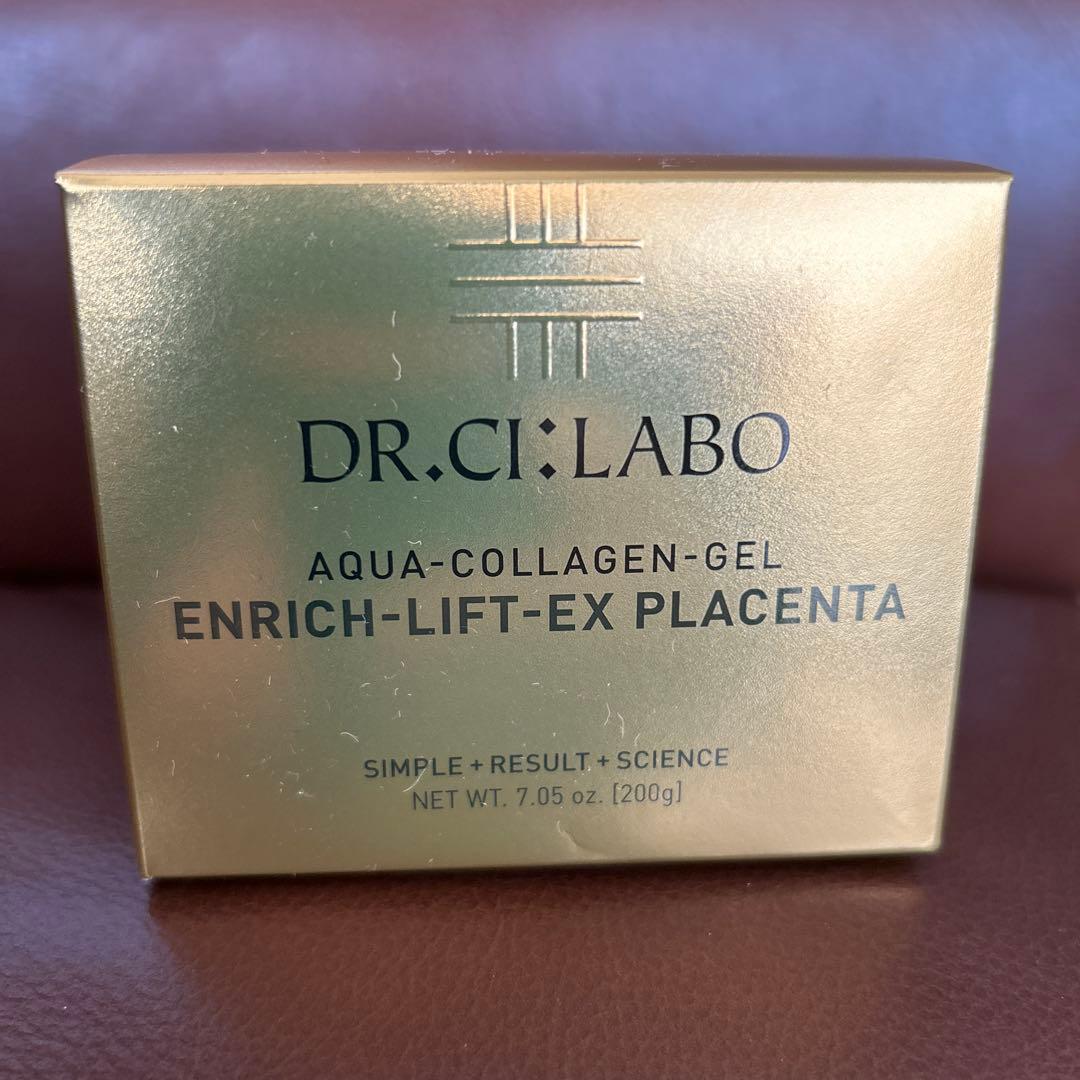 DR.CI:LABO
AQUA-COLLAGEN-GEL
ENRICH-LIFT-EX PLACENTA
SIMPLE + RESULT + SCIENCE
NET WT. 7.05 oz. [200g]